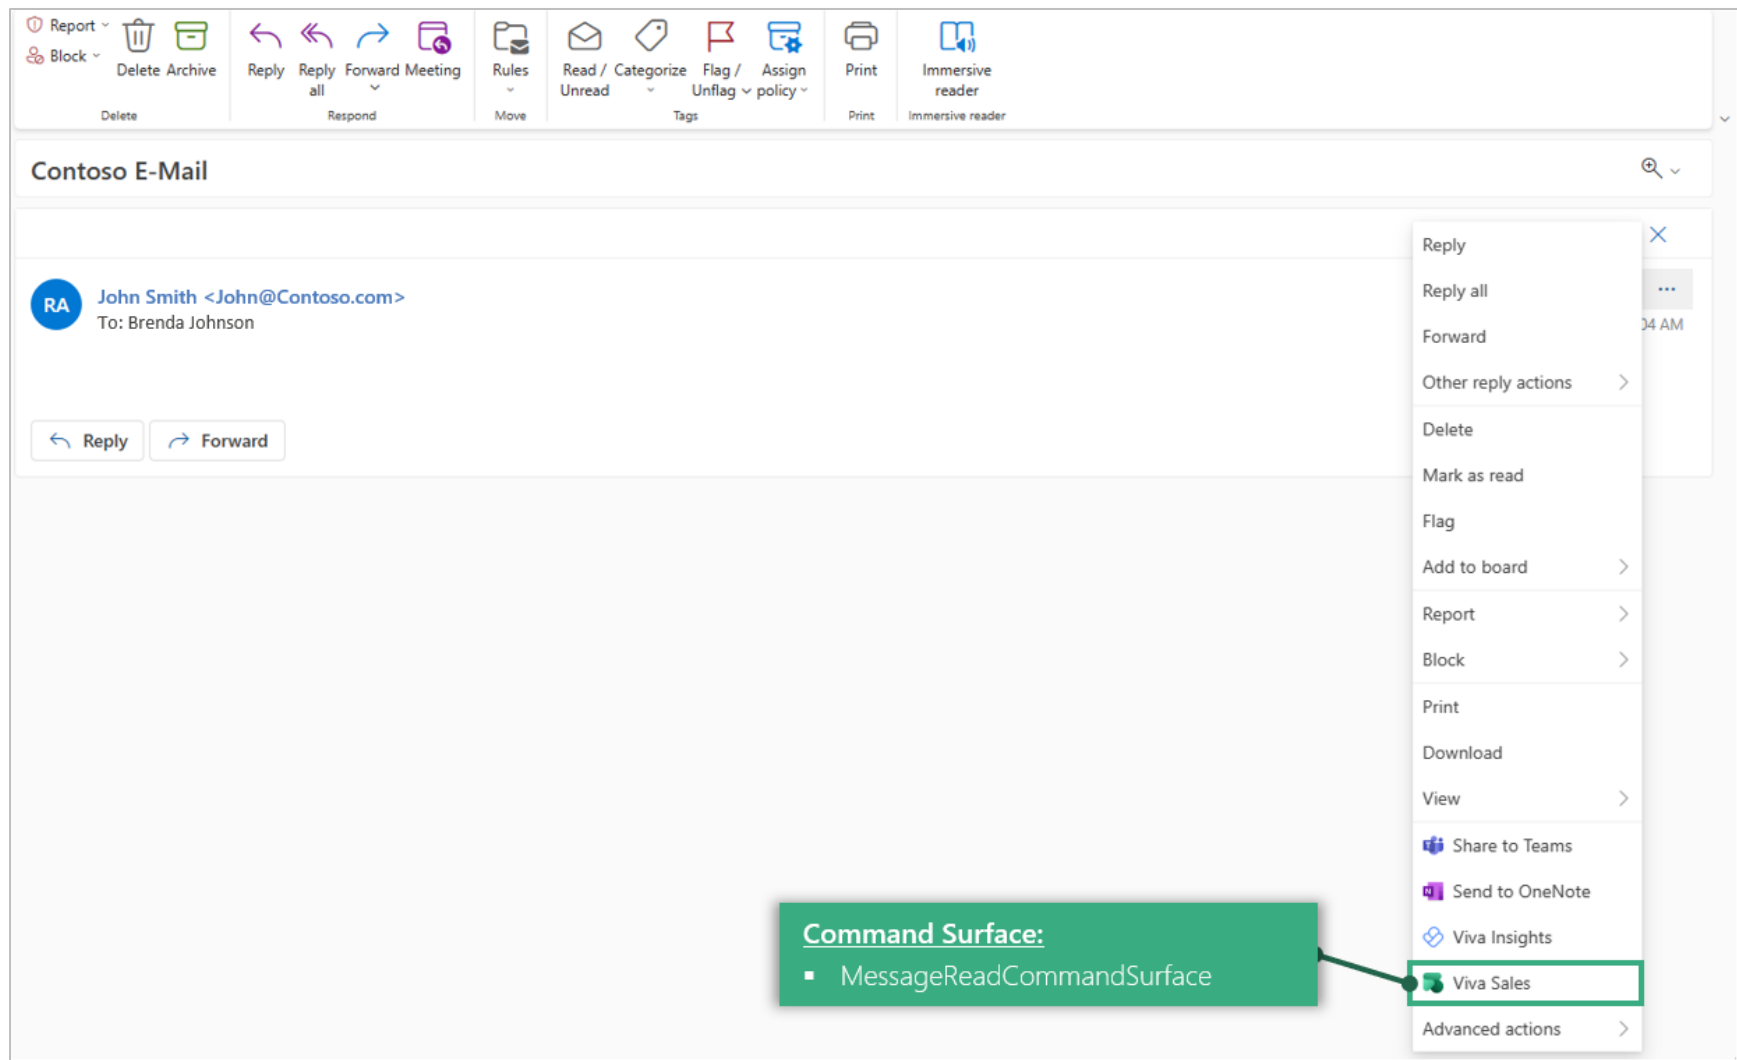 Report
Block
Delete Archive
Reply
Reply all
Forward
Meeting
Rules
Read / Unread
Categorize
Flag / Unflag
Assign policy
Print
Immersive reader
Delete
Respond
Move
Tags
Print
Immersive reader
Contoso E-Mail
RA
John Smith <John@Contoso.com>
To: Brenda Johnson
04 AM
Reply
Forward
Reply
Reply all
Forward
Other reply actions
Delete
Mark as read
Flag
Add to board
Report
Block
Print
Download
View
Share to Teams
Send to OneNote
Viva Insights
Viva Sales
Advanced actions
Command Surface:
▪ MessageReadCommandSurface